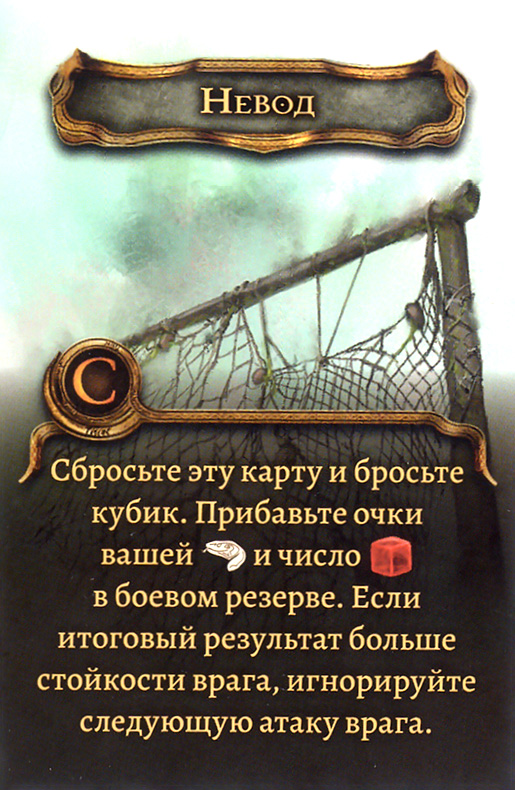 Невод
С
Сбросьте эту карту и бросьте
кубик. Прибавьте очки
вашей и число
в боевом резерве. Если
итоговый результат больше
стойкости врага, игнорируйте
следующую атаку врага.